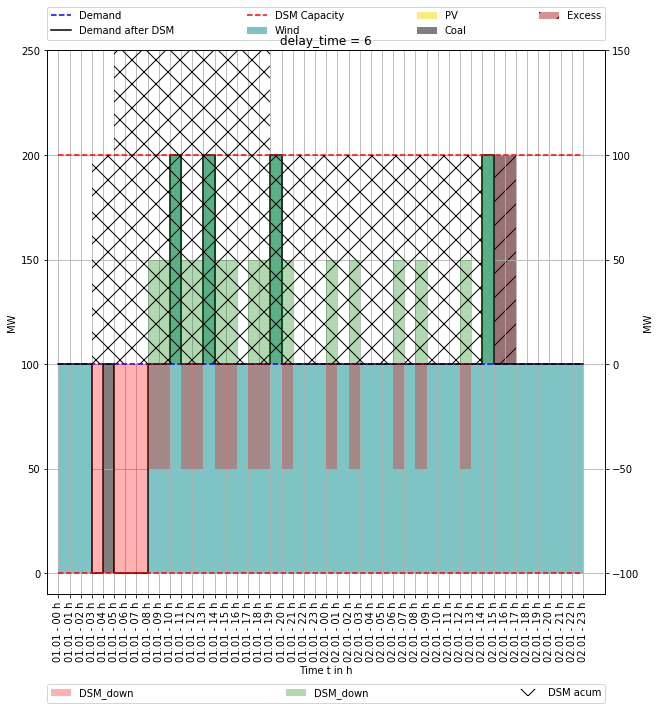 Demand DSM Capacity PV Excess
Demand after DSM Wind Coal
delay_time = 6
250 150
200 100
150 50
100 0
50 −50
0 −100
MW MW
01.01 - 00 h
01.01 - 01 h
01.01 - 02 h
01.01 - 03 h
01.01 - 04 h
01.01 - 05 h
01.01 - 06 h
01.01 - 07 h
01.01 - 08 h
01.01 - 09 h
01.01 - 10 h
01.01 - 11 h
01.01 - 12 h
01.01 - 13 h
01.01 - 14 h
01.01 - 15 h
01.01 - 16 h
01.01 - 17 h
01.01 - 18 h
01.01 - 19 h
01.01 - 20 h
01.01 - 21 h
01.01 - 22 h
01.01 - 23 h
02.01 - 00 h
02.01 - 01 h
02.01 - 02 h
02.01 - 03 h
02.01 - 04 h
02.01 - 05 h
02.01 - 06 h
02.01 - 07 h
02.01 - 08 h
02.01 - 09 h
02.01 - 10 h
02.01 - 11 h
02.01 - 12 h
02.01 - 13 h
02.01 - 14 h
02.01 - 15 h
02.01 - 16 h
02.01 - 17 h
02.01 - 18 h
02.01 - 19 h
02.01 - 20 h
02.01 - 21 h
02.01 - 22 h
02.01 - 23 h
Time t in h
DSM_down DSM_down DSM acum